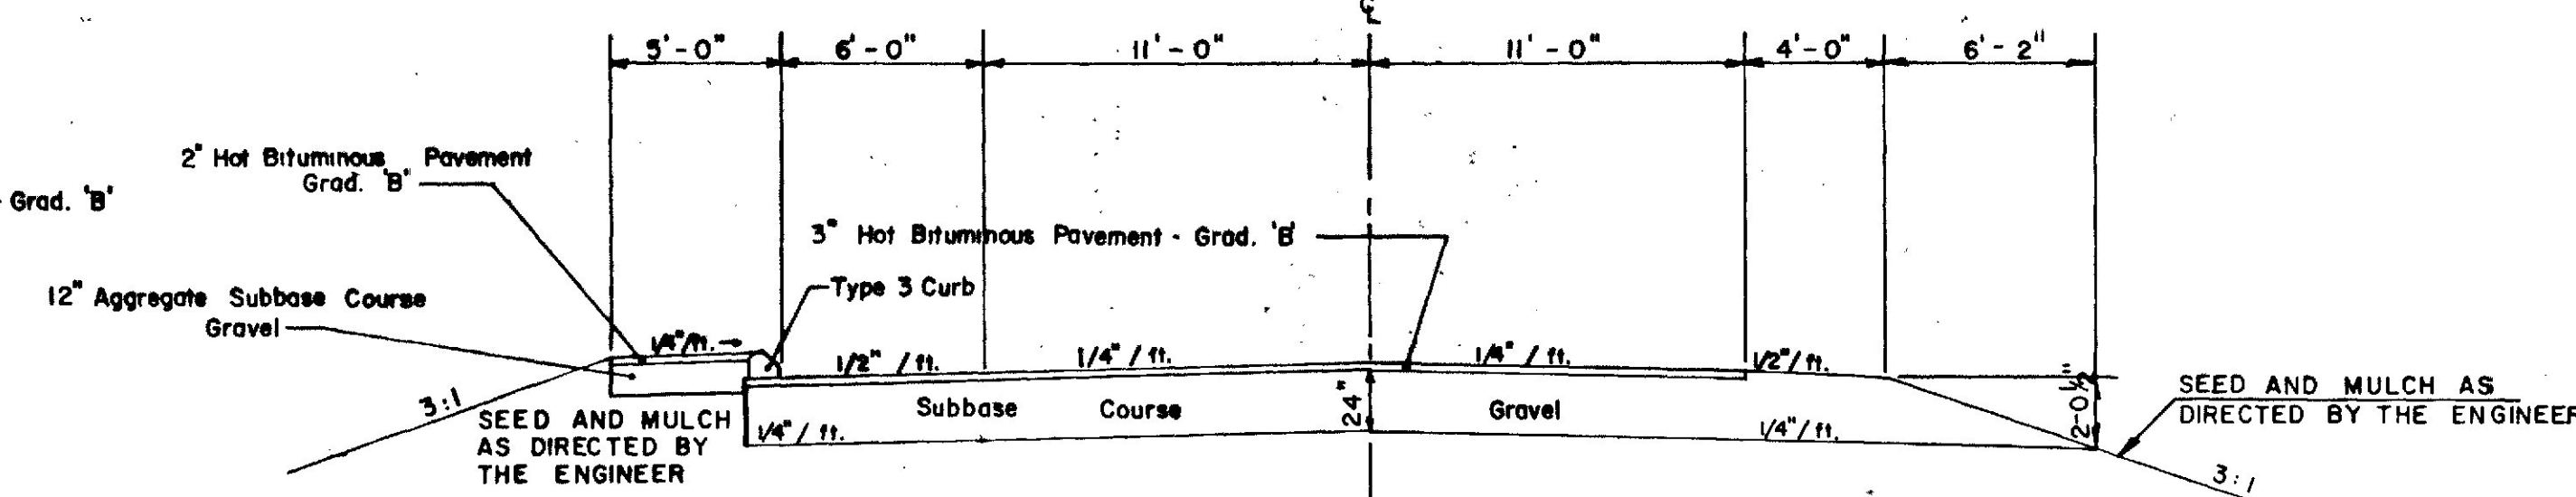 ℄
5'-0" 6'-0" 11'-0" 11'-0" 4'-0" 6'-2"
2" Hot Bituminous Pavement
Grad. 'B"
- Grad. 'B'
3" Hot Bituminous Pavement - Grad. 'B'
12" Aggregate Subbase Course
Gravel
Type 3 Curb
1/4"/ft.
1/2" / ft.
1/4" / ft.
1/4" / ft.
1/2"/ ft.
3:1
SEED AND MULCH
AS DIRECTED BY
THE ENGINEER
1/4" / ft.
Subbase Course Gravel
24"
1/4"/ ft.
2-0 1/2"
SEED AND MULCH AS
DIRECTED BY THE ENGINEER
3:1